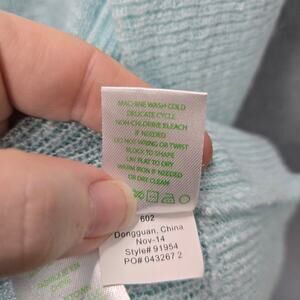 MACHINE WASH COLD
DELICATE CYCLE
NON-CHLORINE BLEACH
IF NEEDED
DO NOT WRING OR TWIST
BLOCK TO SHAPE
LAY FLAT TO DRY
WARM IRON IF NEEDED
OR DRY CLEAN
602
Dongguan, China
Nov-14
Style# 91954
PO# 043267 2